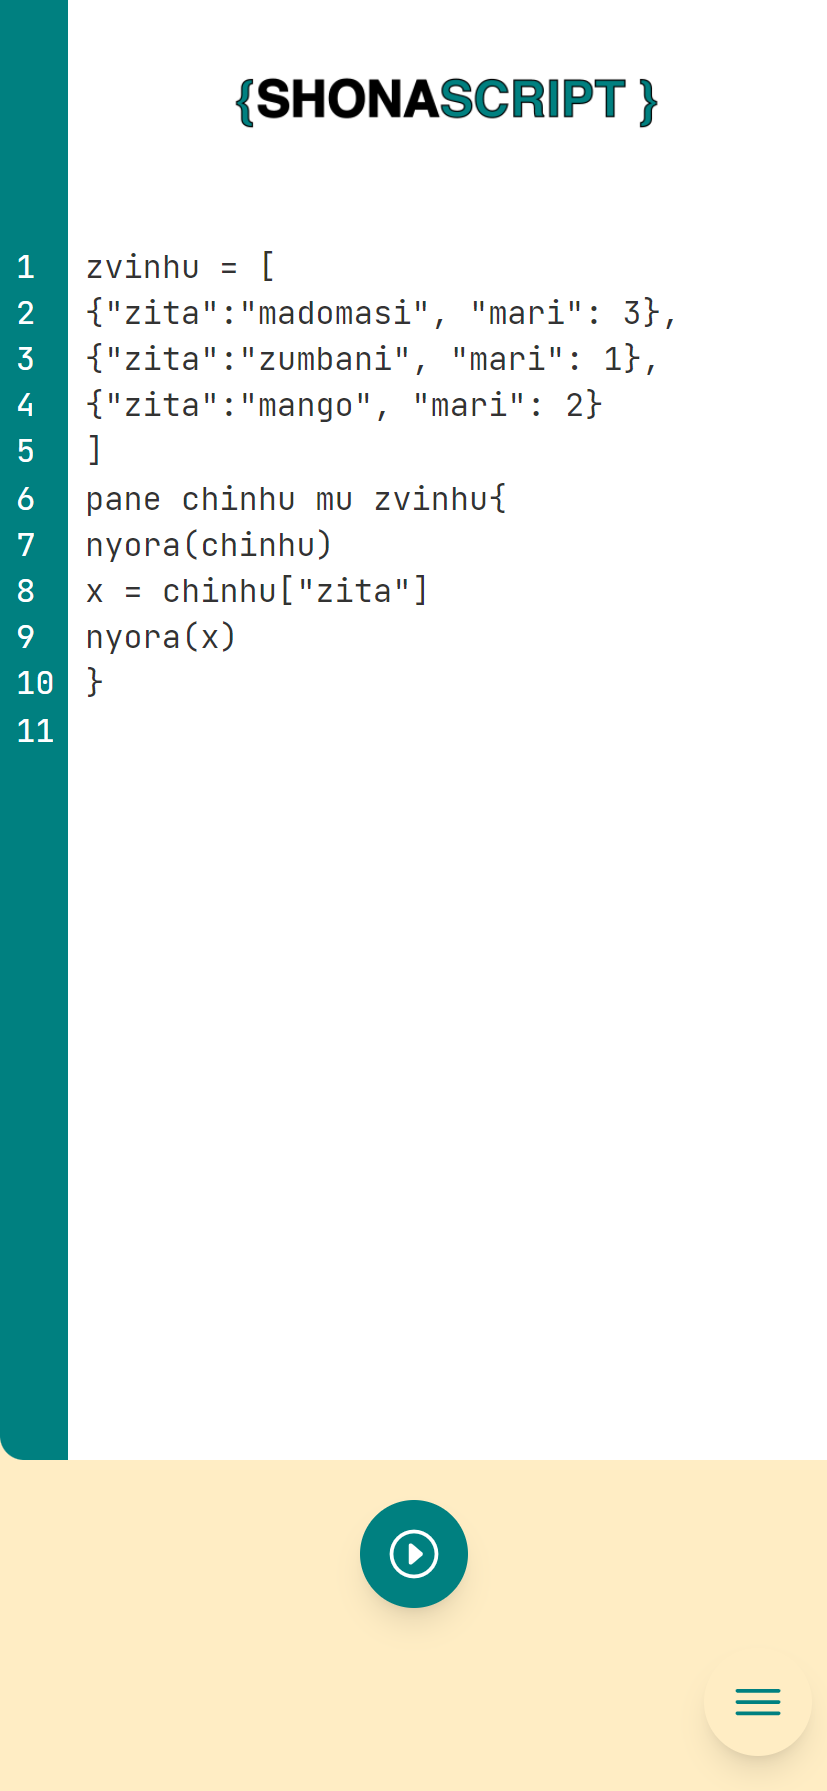 {SHONASCRIPT }
1 zvinhu = [
2 {"zita":"madomasi", "mari": 3},
3 {"zita":"zumbani", "mari": 1},
4 {"zita":"mango", "mari": 2}
5 ]
6 pane chinhu mu zvinhu{
7 nyora(chinhu)
8 x = chinhu["zita"]
9 nyora(x)
10 }
11